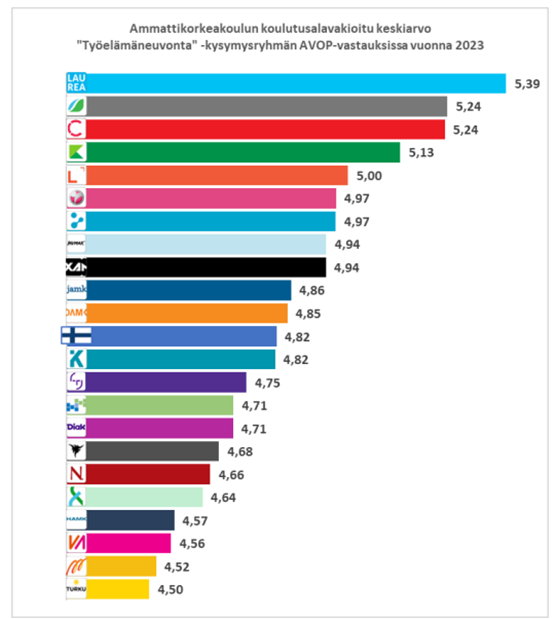 Ammattikorkeakoulun koulutusalavakioitu keskiarvo
"Työelämäneuvonta" -kysymysryhmän AVOP-vastauksissa vuonna 2023
LAU
REA
5,39
5,24
5,24
5,13
5,00
4,97
4,97
4,94
XAM
4,94
jamk
4,86
OAMK
4,85
4,82
4,82
4,75
4,71
Diak
4,71
4,68
N
4,66
4,64
HAMK
4,57
4,56
4,52
TURKU
4,50